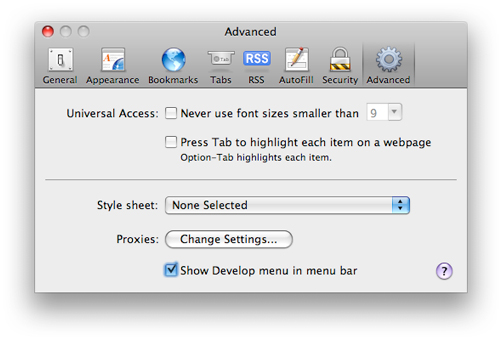 Advanced
General Appearance Bookmarks Tabs RSS AutoFill Security Advanced
Universal Access: Never use font sizes smaller than 9
Press Tab to highlight each item on a webpage
Option-Tab highlights each item.
Style sheet: None Selected
Proxies: Change Settings...
Show Develop menu in menu bar ?